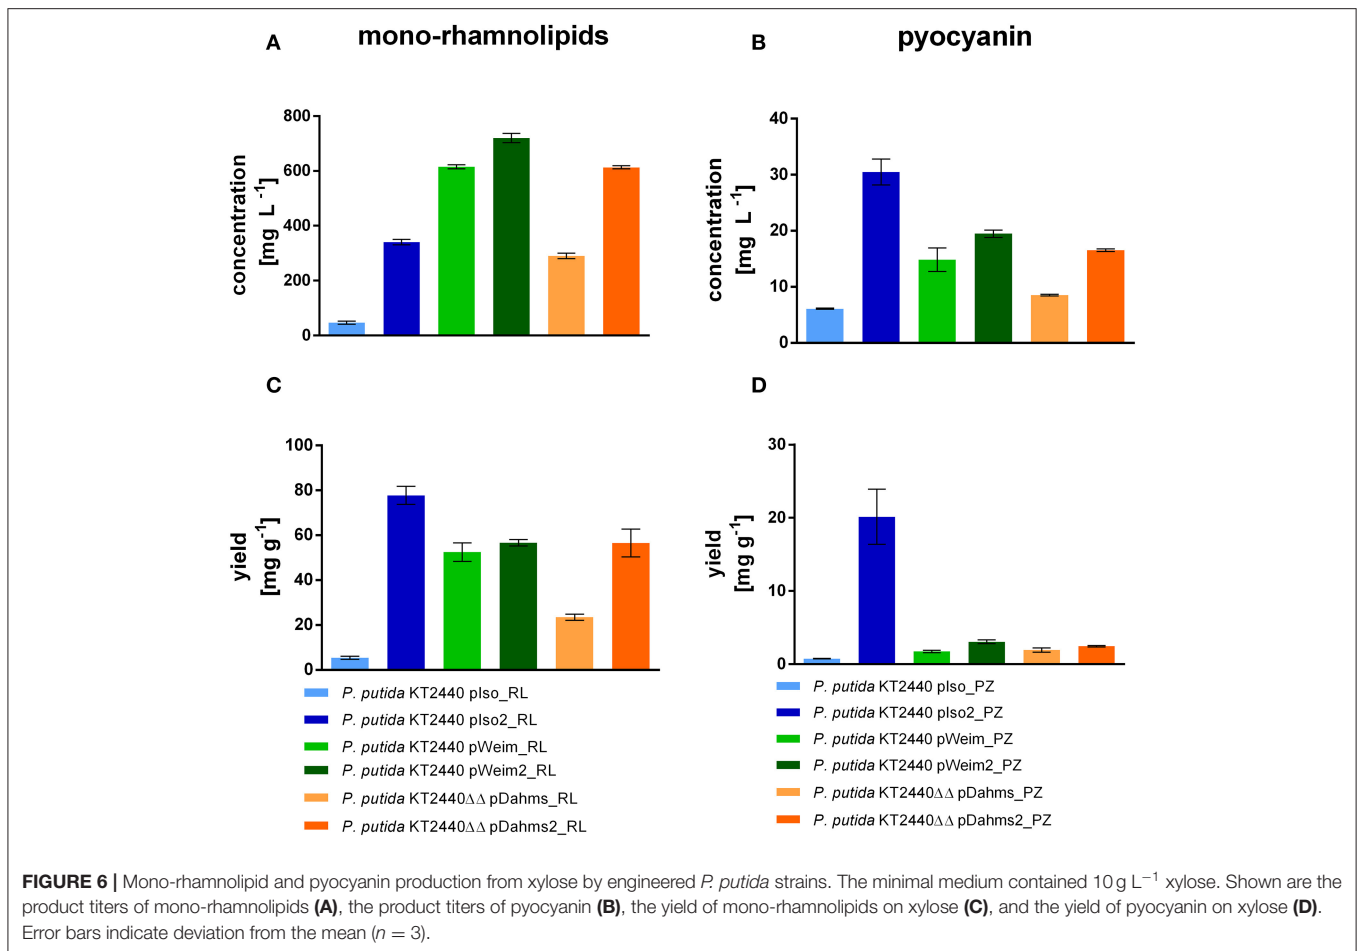 A mono-rhamnolipids
B pyocyanin
800
600
400
200
0
concentration
[mg L⁻¹]
40
30
20
10
0
concentration
[mg L⁻¹]
C
D
100
80
60
40
20
0
yield
[mg g⁻¹]
30
20
10
0
yield
[mg g⁻¹]
P. putida KT2440 pIso_RL
P. putida KT2440 pIso2_RL
P. putida KT2440 pWeim_RL
P. putida KT2440 pWeim2_RL
P. putida KT2440ΔΔ pDahms_RL
P. putida KT2440ΔΔ pDahms2_RL
P. putida KT2440 pIso_PZ
P. putida KT2440 pIso2_PZ
P. putida KT2440 pWeim_PZ
P. putida KT2440 pWeim2_PZ
P. putida KT2440ΔΔ pDahms_PZ
P. putida KT2440ΔΔ pDahms2_PZ
FIGURE 6 | Mono-rhamnolipid and pyocyanin production from xylose by engineered P. putida strains. The minimal medium contained 10 g L⁻¹ xylose. Shown are the
product titers of mono-rhamnolipids (A), the product titers of pyocyanin (B), the yield of mono-rhamnolipids on xylose (C), and the yield of pyocyanin on xylose (D).
Error bars indicate deviation from the mean (n = 3).